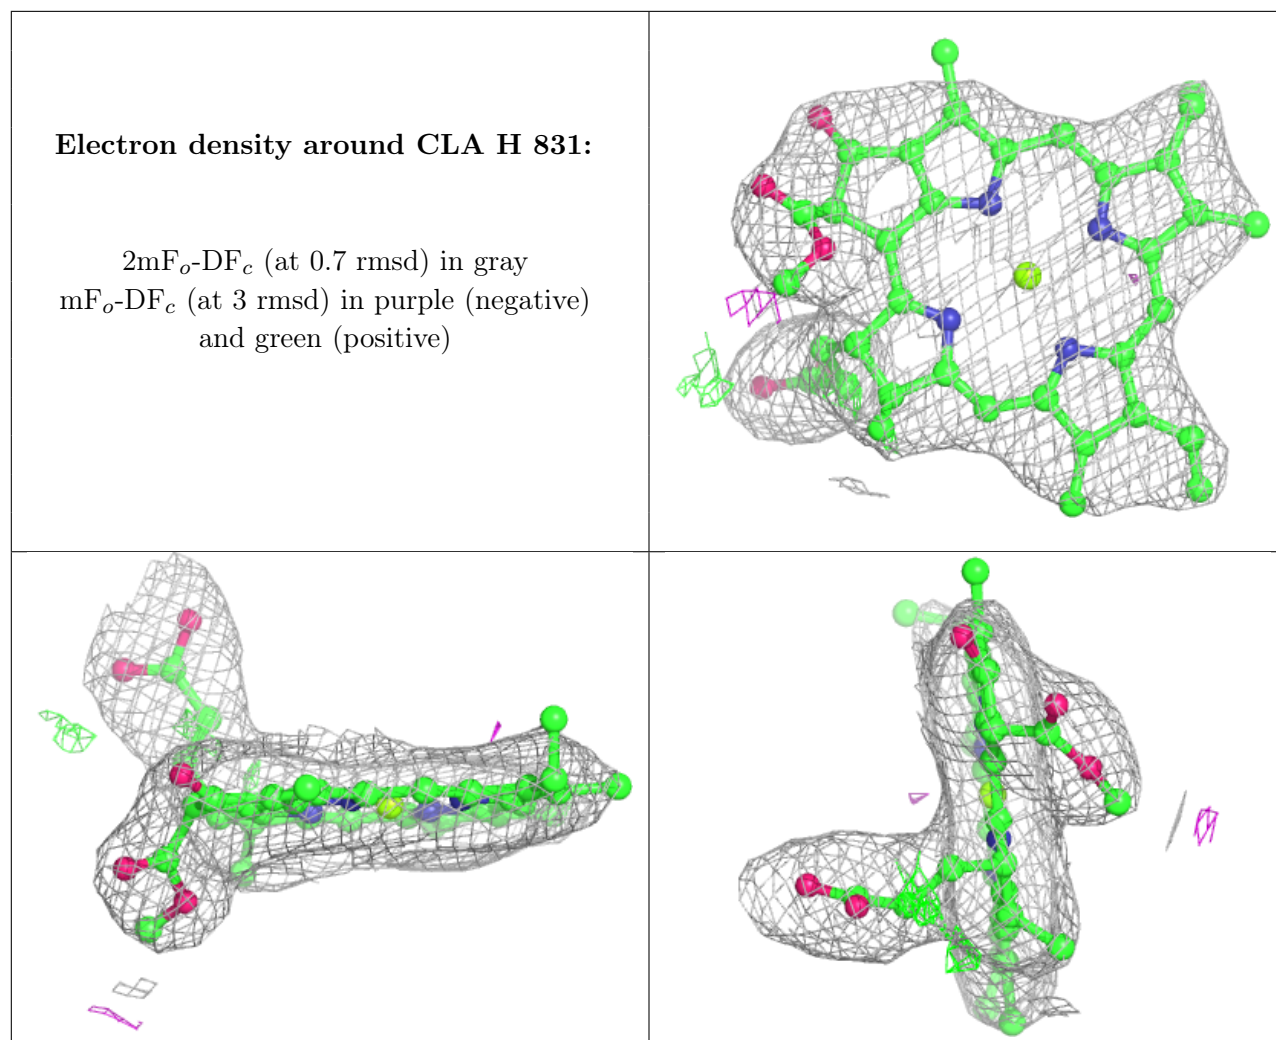 Electron density around CLA H 831:
2mFo-DFc (at 0.7 rmsd) in gray
mFo-DFc (at 3 rmsd) in purple (negative)
and green (positive)